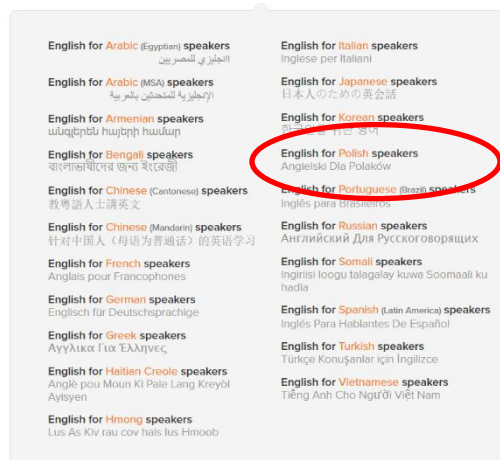 English for Arabic (Egyptian) speakers
الانجليزي للمصريين
English for Arabic (MSA) speakers
الإنجليزية للمتحدثين بالعربية
English for Armenian speakers
անգլերեն հայերի համար
English for Bengali speakers
বাংলাভাষীদের জন্য ইংরেজী
English for Chinese (Cantonese) speakers
教粵語人士講英文
English for Chinese (Mandarin) speakers
针对中国人（母语为普通话）的英语学习
English for French speakers
Anglais pour Francophones
English for German speakers
Englisch für Deutschsprachige
English for Greek speakers
Αγγλικα Για Έλληνες
English for Haitian Creole speakers
Anglè pou Moun Ki Pale Lang Kreyòl
Ayisyen
English for Hmong speakers
Lus As Kiv rau cov hais lus Hmoob
English for Italian speakers
Inglese per Italiani
English for Japanese speakers
日本人のための英会話
English for Korean speakers
한국인을 위한 영어
English for Polish speakers
Angielski Dla Polaków
English for Portuguese (Brazil) speakers
Inglês para Brasileiros
English for Russian speakers
Английский Для Русскоговорящих
English for Somali speakers
Ingiriisi loogu talagalay kuwa Soomaali ku
hadla
English for Spanish (Latin America) speakers
Inglés Para Hablantes De Español
English for Turkish speakers
Türkçe Konuşanlar için İngilizce
English for Vietnamese speakers
Tiếng Anh Cho Người Việt Nam